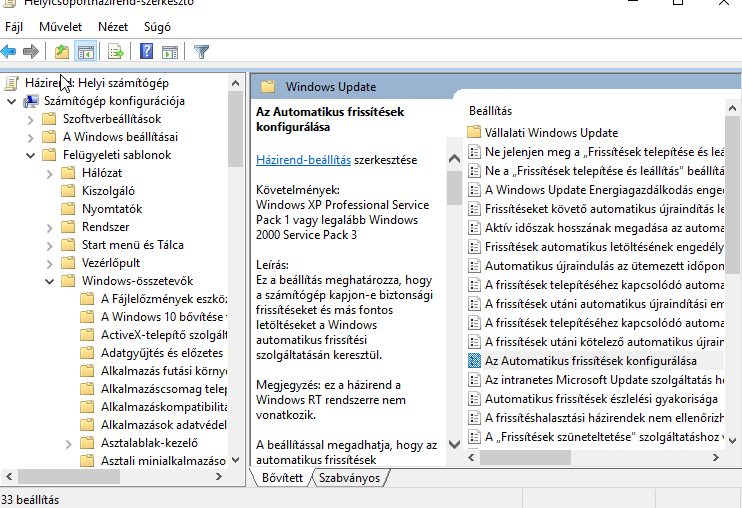 Helyicsoportházirend-szerkesztő
Fájl Művelet Nézet Súgó
Házirend: Helyi számítógép
Számítógép konfigurációja
Szoftverbeállítások
A Windows beállításai
Felügyeleti sablonok
Hálózat
Kiszolgáló
Nyomtatók
Rendszer
Start menü és Tálca
Vezérlőpult
Windows-összetevők
A Fájlelőzmények eszköz
A Windows 10 bővítése
ActiveX-telepítő szolgált
Adatgyűjtés és előzetes
Alkalmazás futási körny
Alkalmazáscsomag telep
Alkalmazáskompatibilitá
Alkalmazások adatvédel
Asztalablak-kezelő
Asztali minialkalmazáso
Windows Update
Az Automatikus frissítések
konfigurálása
Házirend-beállítás szerkesztése
Követelmények:
Windows XP Professional Service
Pack 1 vagy legalább Windows
2000 Service Pack 3
Leírás:
Ez a beállítás meghatározza, hogy
a számítógép kapjon-e biztonsági
frissítéseket és más fontos
letöltéseket a Windows
automatikus frissítési
szolgáltatásán keresztül.
Megjegyzés: ez a házirend a
Windows RT rendszerre nem
vonatkozik.
A beállítással megadhatja, hogy az
automatikus frissítések
Beállítás
Vállalati Windows Update
Ne jelenjen meg a „Frissítések telepítése és leá
Ne a „Frissítések telepítése és leállítás” beállítá
A Windows Update Energiagazdálkodás enged
Frissítéseket követő automatikus újraindítás le
Aktív időszak hosszának megadása az automa
Frissítések automatikus letöltésének engedély
Automatikus újraindulás az ütemezett időpon
A frissítések telepítéséhez kapcsolódó automa
A frissítések utáni automatikus újraindítási em
A frissítések telepítéséhez kapcsolódó automa
A frissítések utáni kötelező automatikus újrain
Az Automatikus frissítések konfigurálása
Az intranetes Microsoft Update szolgáltatás he
Automatikus frissítések észlelési gyakorisága
A frissítéshalasztási házirendek nem ellenőrizh
A „Frissítések szüneteltetése” szolgáltatáshoz v
Bővített Szabványos
33 beállítás